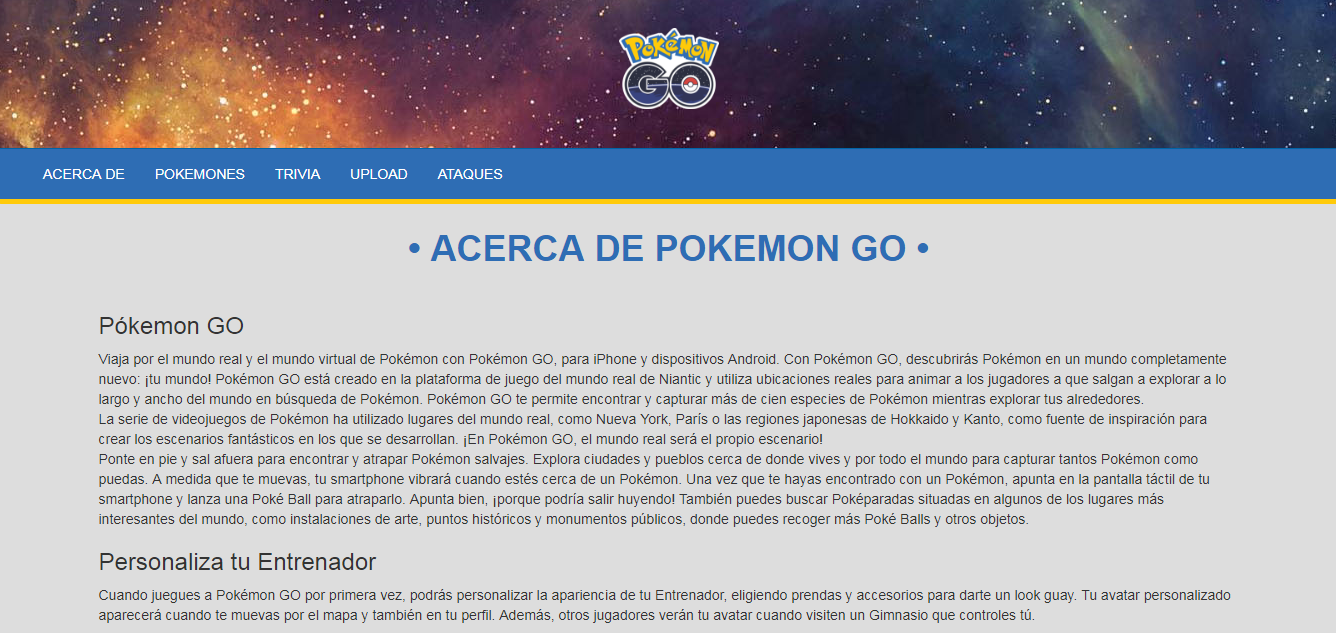 POKéMON
GO
ACERCA DE POKEMONES TRIVIA UPLOAD ATAQUES
• ACERCA DE POKEMON GO •
Pókemon GO
Viaja por el mundo real y el mundo virtual de Pokémon con Pokémon GO, para iPhone y dispositivos Android. Con Pokémon GO, descubrirás Pokémon en un mundo completamente
nuevo: ¡tu mundo! Pokémon GO está creado en la plataforma de juego del mundo real de Niantic y utiliza ubicaciones reales para animar a los jugadores a que salgan a explorar a lo
largo y ancho del mundo en búsqueda de Pokémon. Pokémon GO te permite encontrar y capturar más de cien especies de Pokémon mientras explorar tus alrededores.
La serie de videojuegos de Pokémon ha utilizado lugares del mundo real, como Nueva York, París o las regiones japonesas de Hokkaido y Kanto, como fuente de inspiración para
crear los escenarios fantásticos en los que se desarrollan. ¡En Pokémon GO, el mundo real será el propio escenario!
Ponte en pie y sal afuera para encontrar y atrapar Pokémon salvajes. Explora ciudades y pueblos cerca de donde vives y por todo el mundo para capturar tantos Pokémon como
puedas. A medida que te muevas, tu smartphone vibrará cuando estés cerca de un Pokémon. Una vez que te hayas encontrado con un Pokémon, apunta en la pantalla táctil de tu
smartphone y lanza una Poké Ball para atraparlo. Apunta bien, ¡porque podría salir huyendo! También puedes buscar Poképaradas situadas en algunos de los lugares más
interesantes del mundo, como instalaciones de arte, puntos históricos y monumentos públicos, donde puedes recoger más Poké Balls y otros objetos.
Personaliza tu Entrenador
Cuando juegues a Pokémon GO por primera vez, podrás personalizar la apariencia de tu Entrenador, eligiendo prendas y accesorios para darte un look guay. Tu avatar personalizado
aparecerá cuando te muevas por el mapa y también en tu perfil. Además, otros jugadores verán tu avatar cuando visiten un Gimnasio que controles tú.